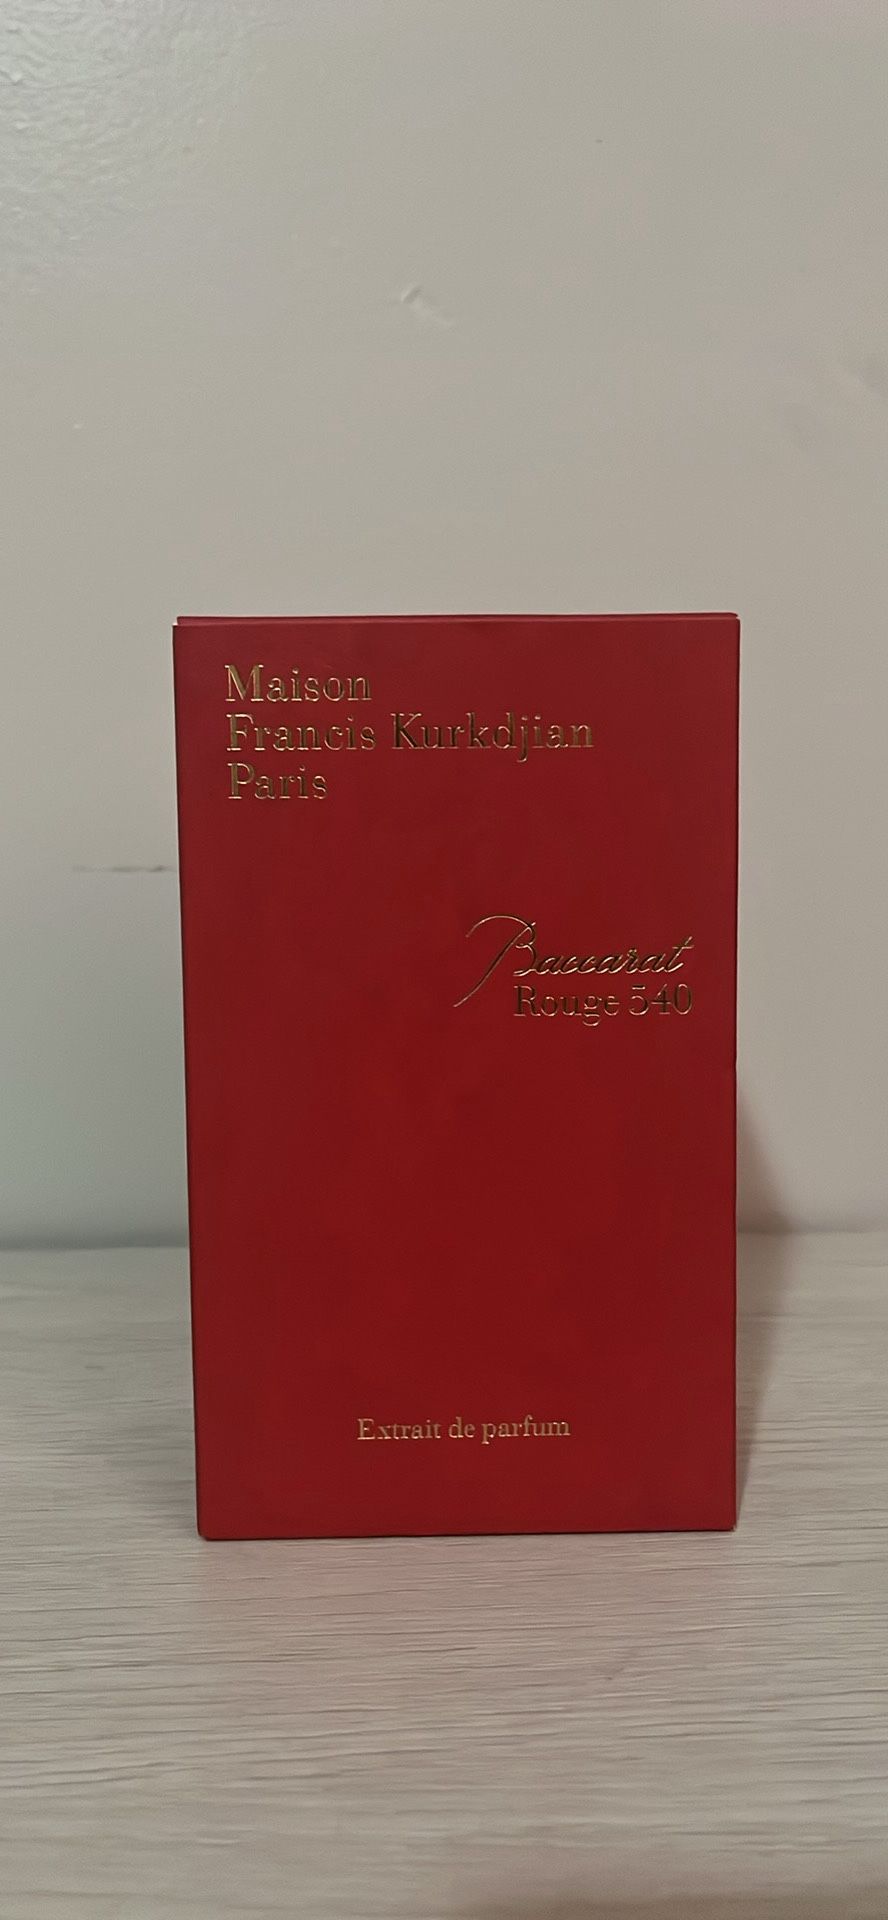 Maison
Francis Kurkdjian
Paris
Baccarat
Rouge 540
Extrait de parfum